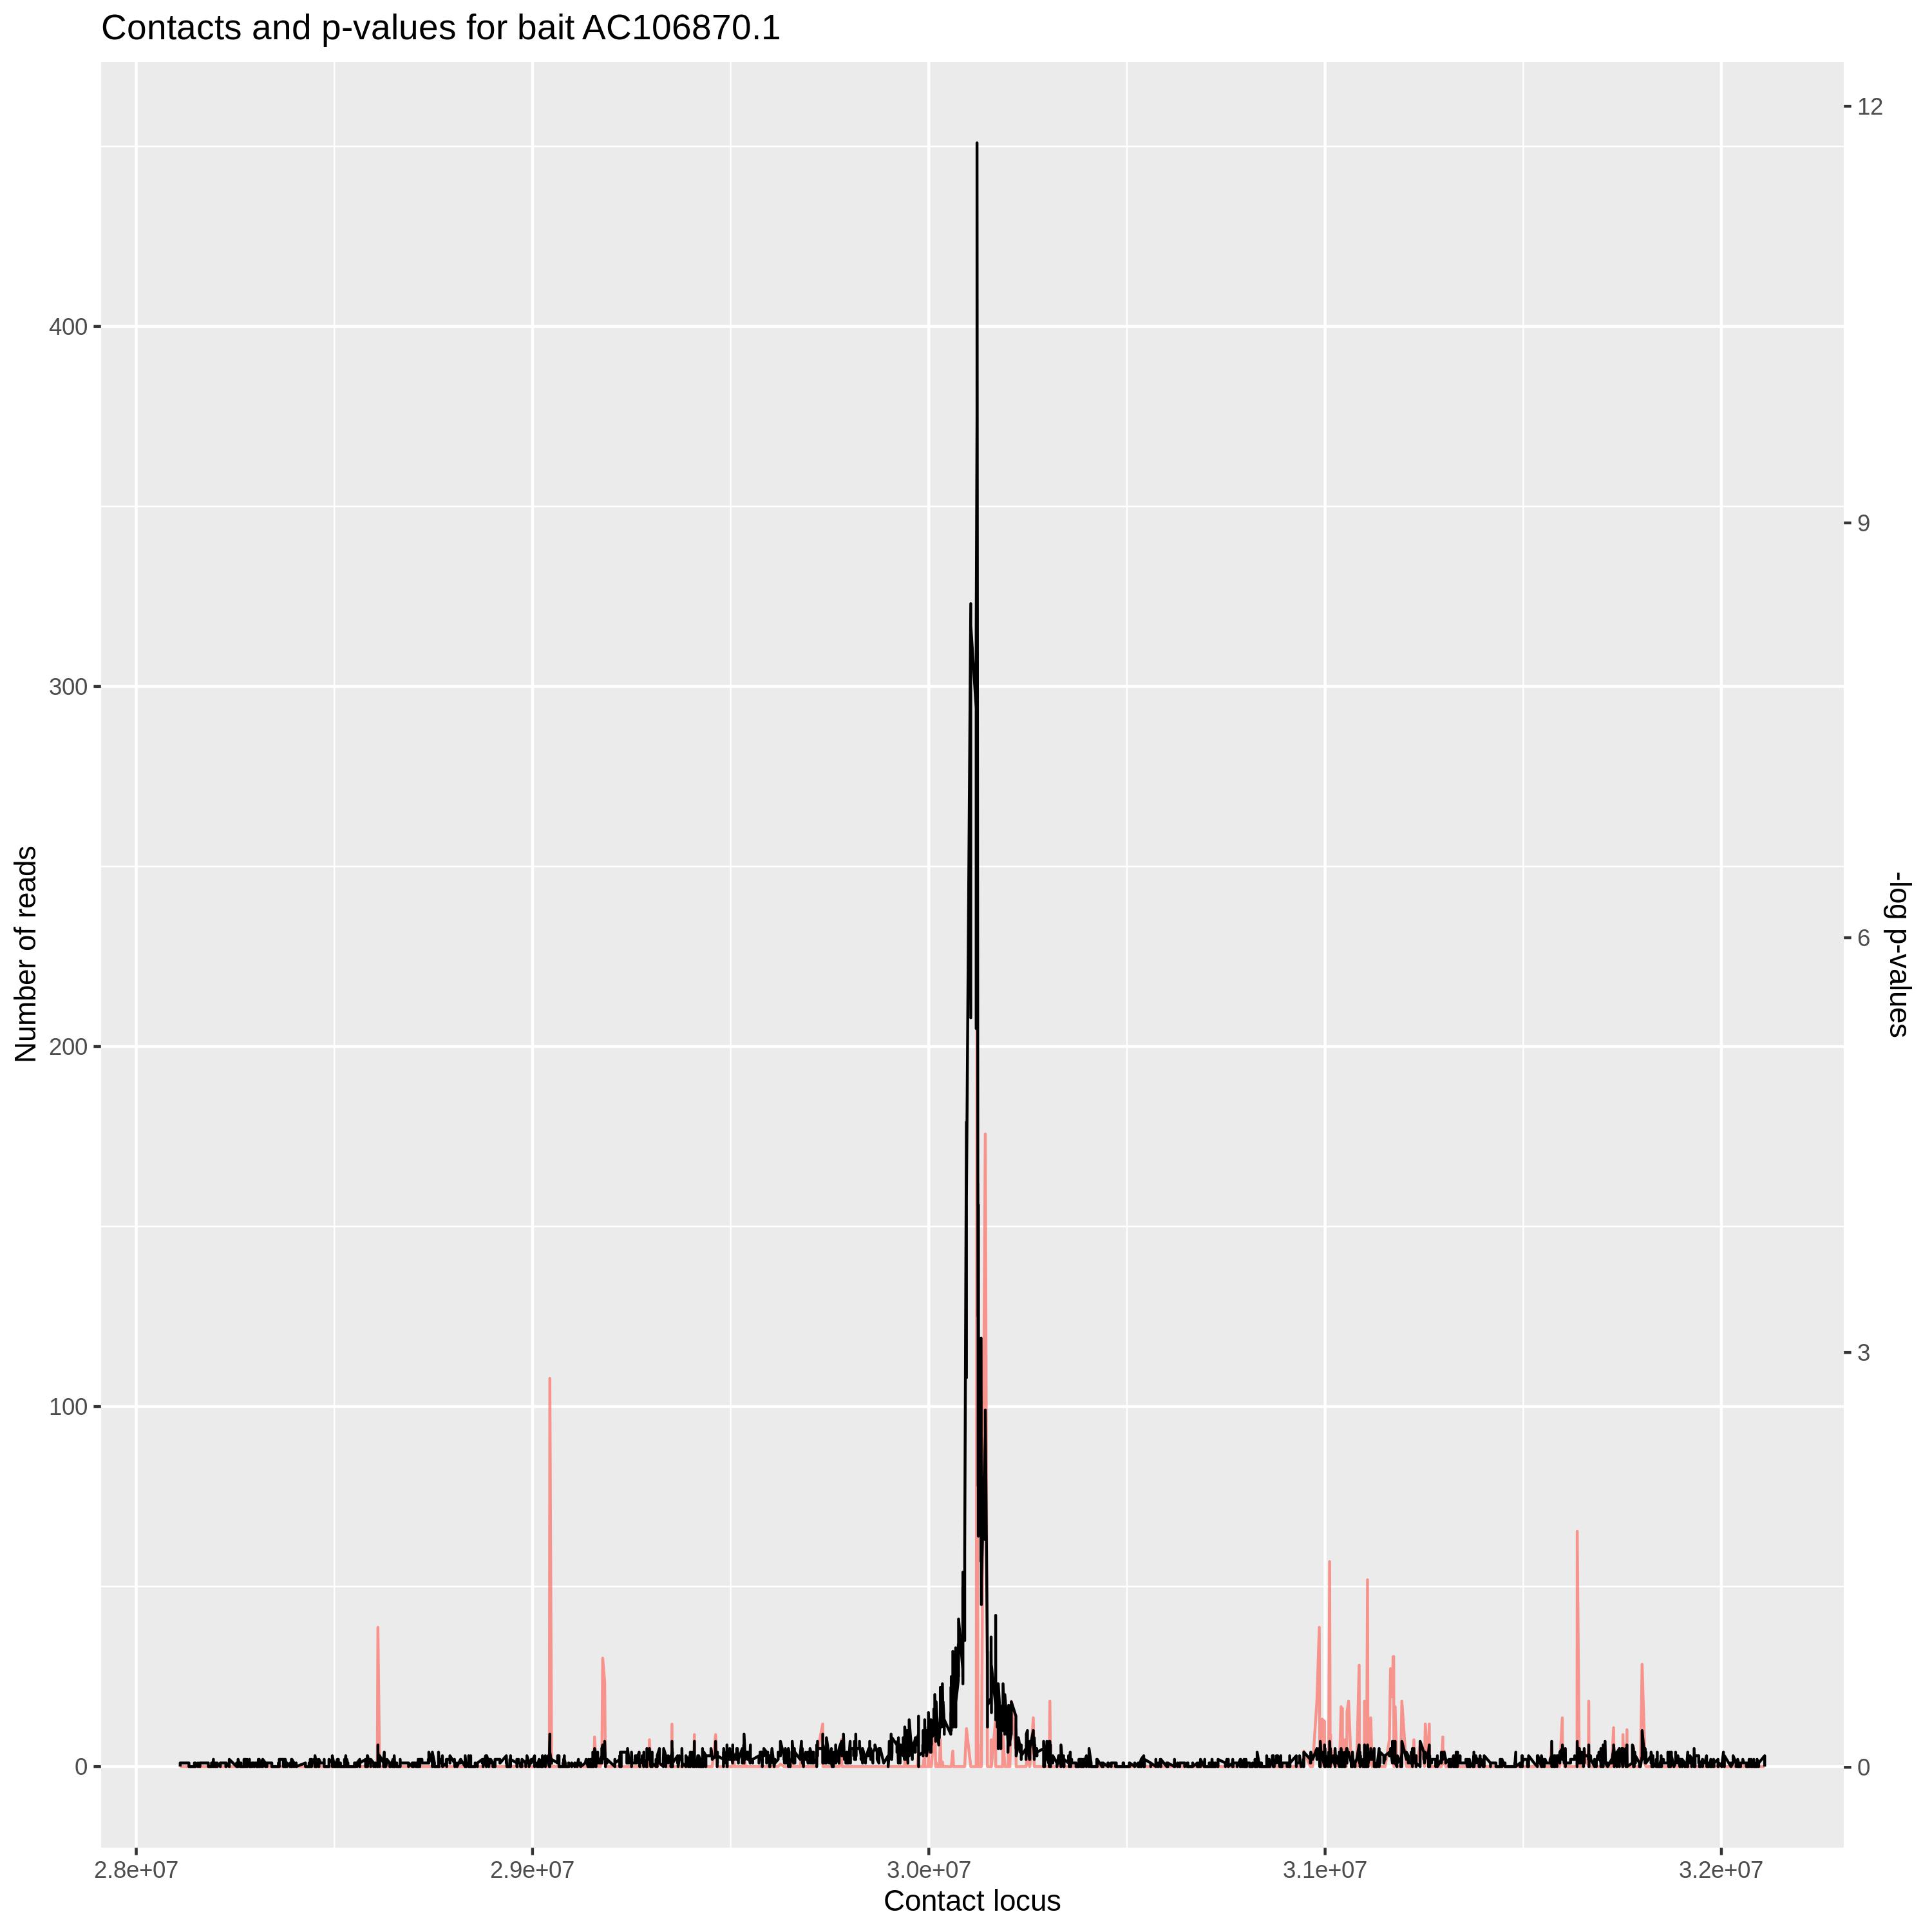 Contacts and p-values for bait AC106870.1
Number of reads
400
300
200
100
0
12
9
6
3
0
-log p-values
2.8e+07
2.9e+07
3.0e+07
3.1e+07
3.2e+07
Contact locus